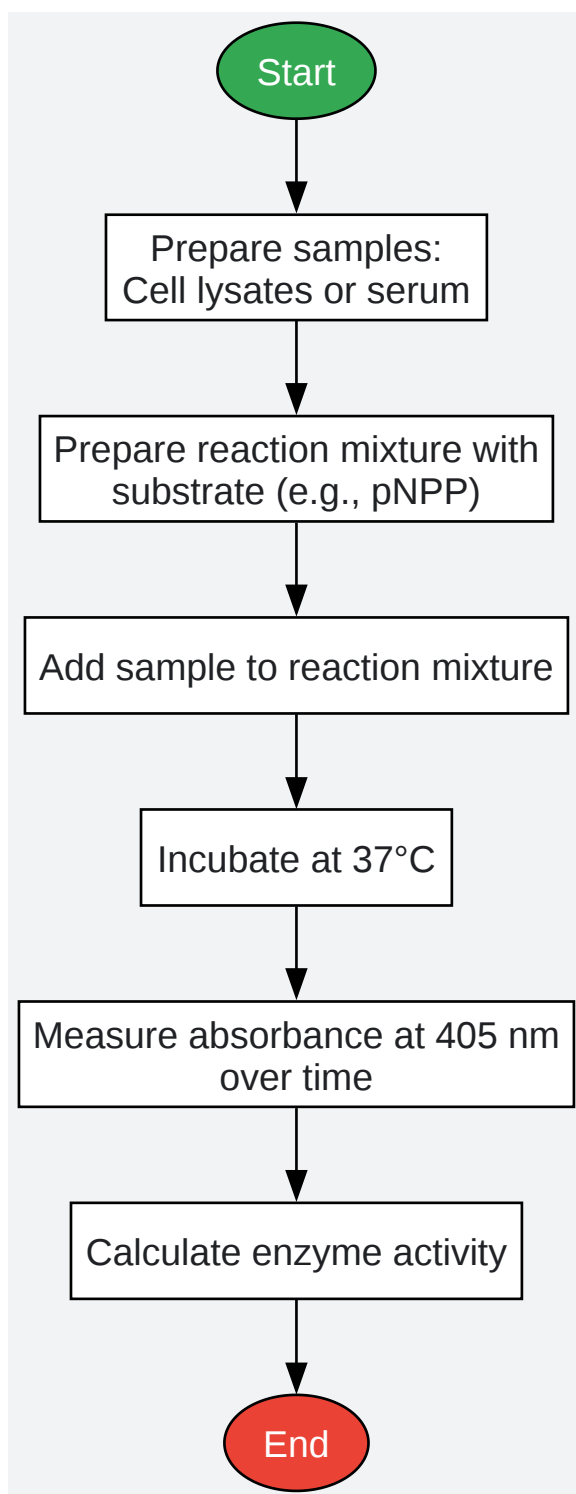 Start
Prepare samples:
Cell lysates or serum
Prepare reaction mixture with
substrate (e.g., pNPP)
Add sample to reaction mixture
Incubate at 37°C
Measure absorbance at 405 nm
over time
Calculate enzyme activity
End